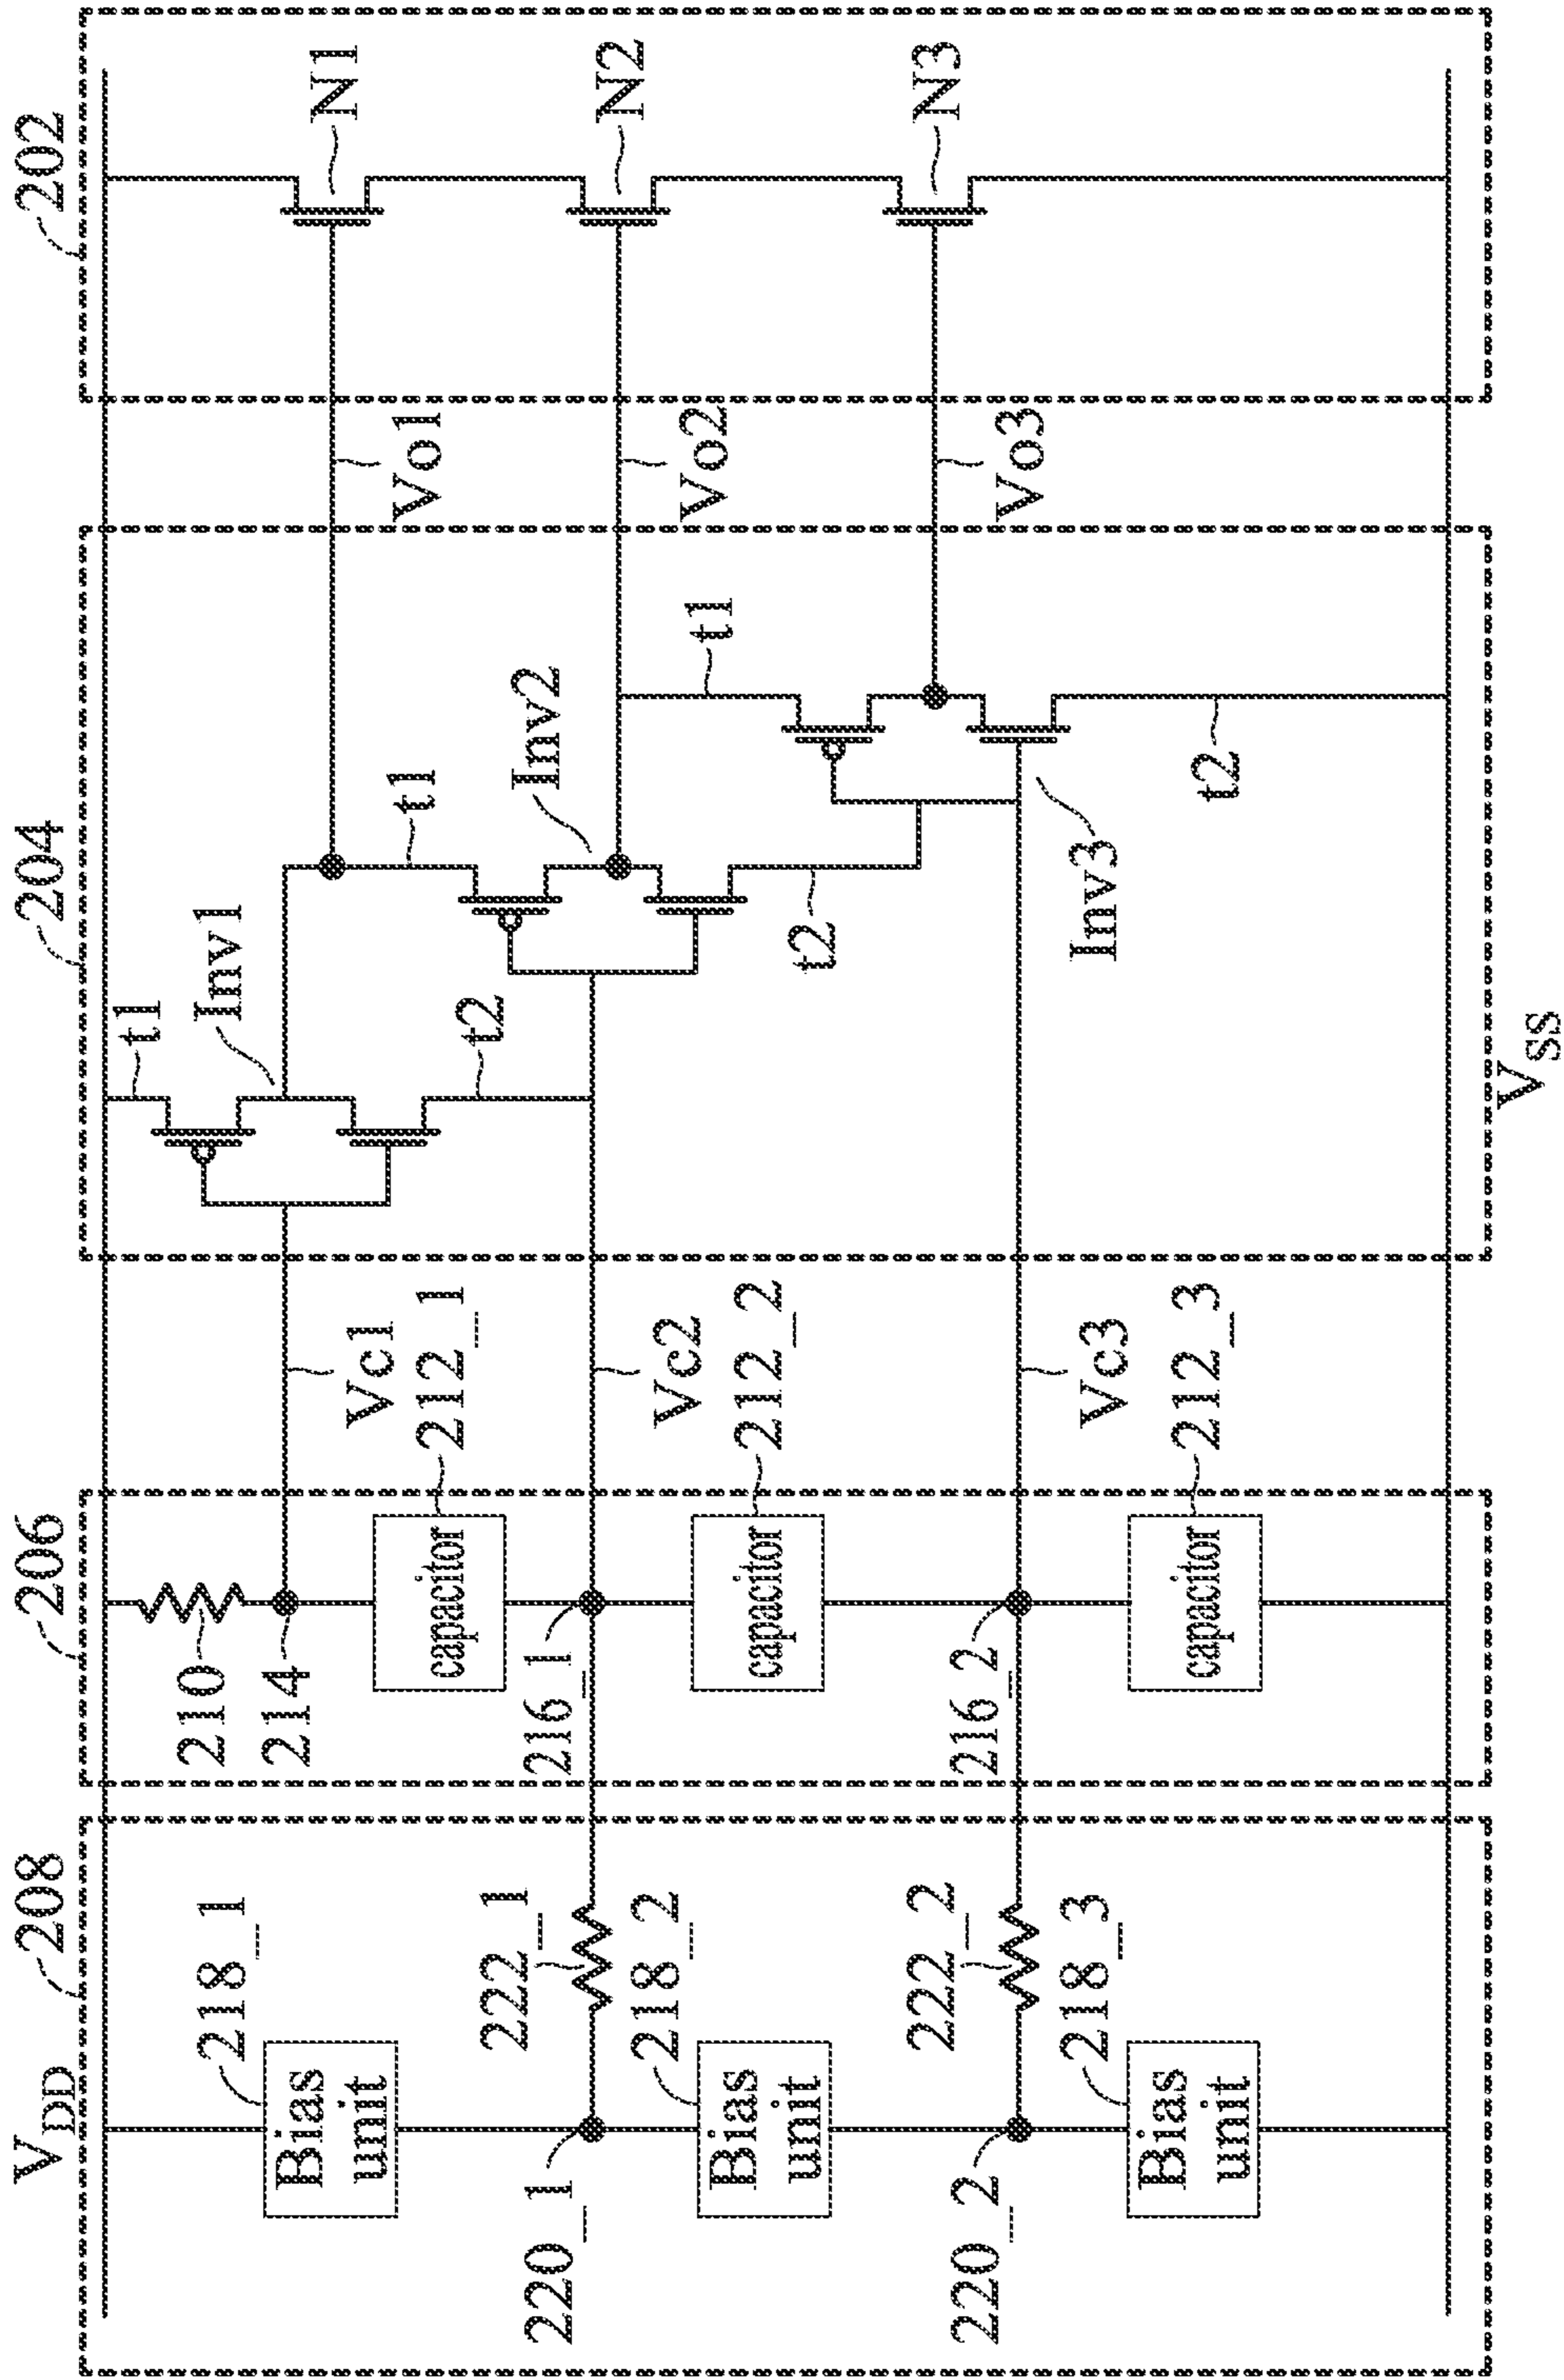 V_DD
208
206
204
202
218_1
Bias
unit
220_1
222_1
218_2
Bias
unit
220_2
222_2
218_3
Bias
unit
210
214
Vc1
212_1
capacitor
216_1
Vc2
212_2
capacitor
216_2
Vc3
212_3
capacitor
t1
Inv1
t2
t1
Inv2
t2
t1
Inv3
t2
Vo1
Vo2
Vo3
N1
N2
N3
V_SS